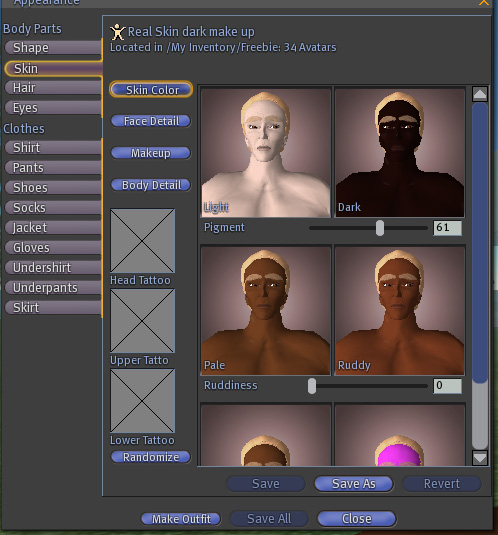 Appearance
Body Parts
Shape
Skin
Hair
Eyes
Clothes
Shirt
Pants
Shoes
Socks
Jacket
Gloves
Undershirt
Underpants
Skirt
Real Skin dark make up
Located in /My Inventory/Freebie: 34 Avatars
Skin Color
Face Detail
Makeup
Body Detail
Head Tattoo
Upper Tatto
Lower Tattoo
Randomize
Light
Dark
Pigment
61
Pale
Ruddy
Ruddiness
0
Save
Save As
Revert
Make Outfit
Save All
Close